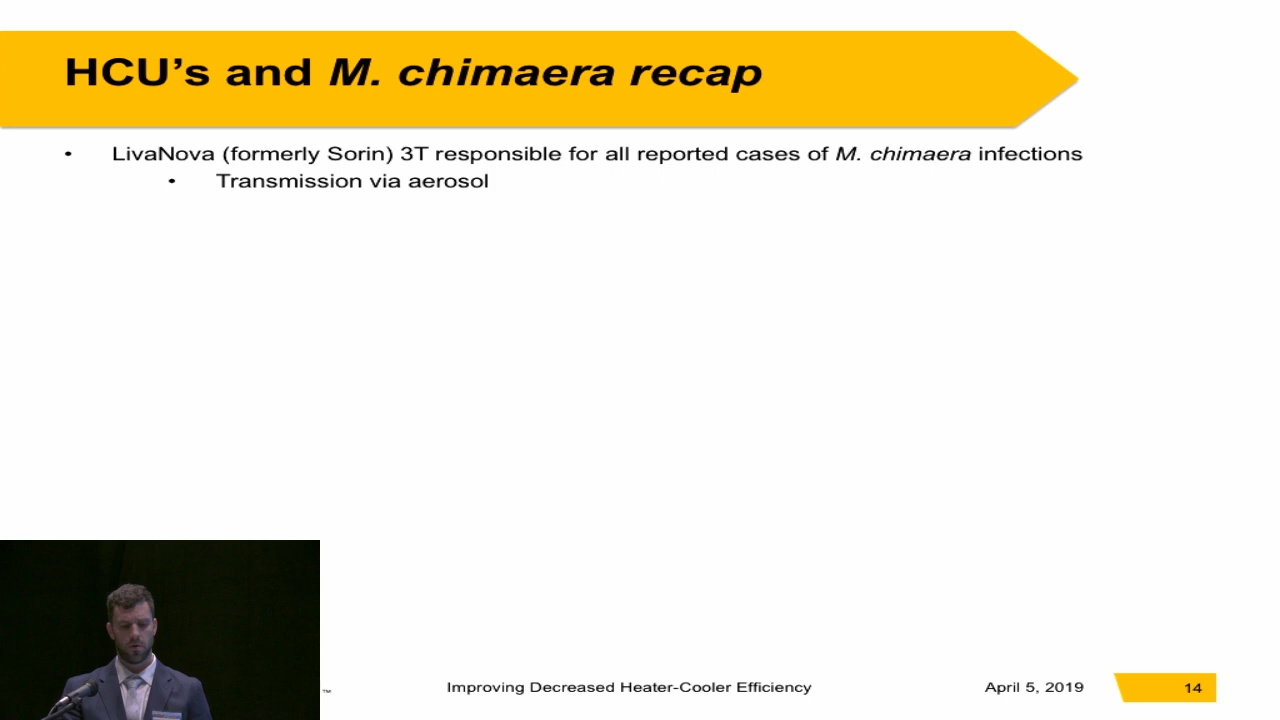 HCU’s and M. chimaera recap
• LivaNova (formerly Sorin) 3T responsible for all reported cases of M. chimaera infections
• Transmission via aerosol
™ Improving Decreased Heater-Cooler Efficiency April 5, 2019 14